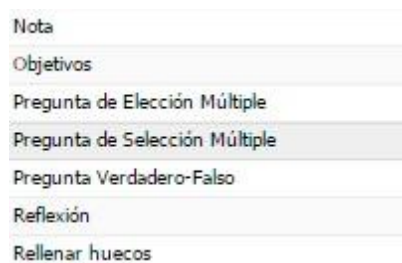 Nota
Objetivos
Pregunta de Elección Múltiple
Pregunta de Selección Múltiple
Pregunta Verdadero-Falso
Reflexión
Rellenar huecos